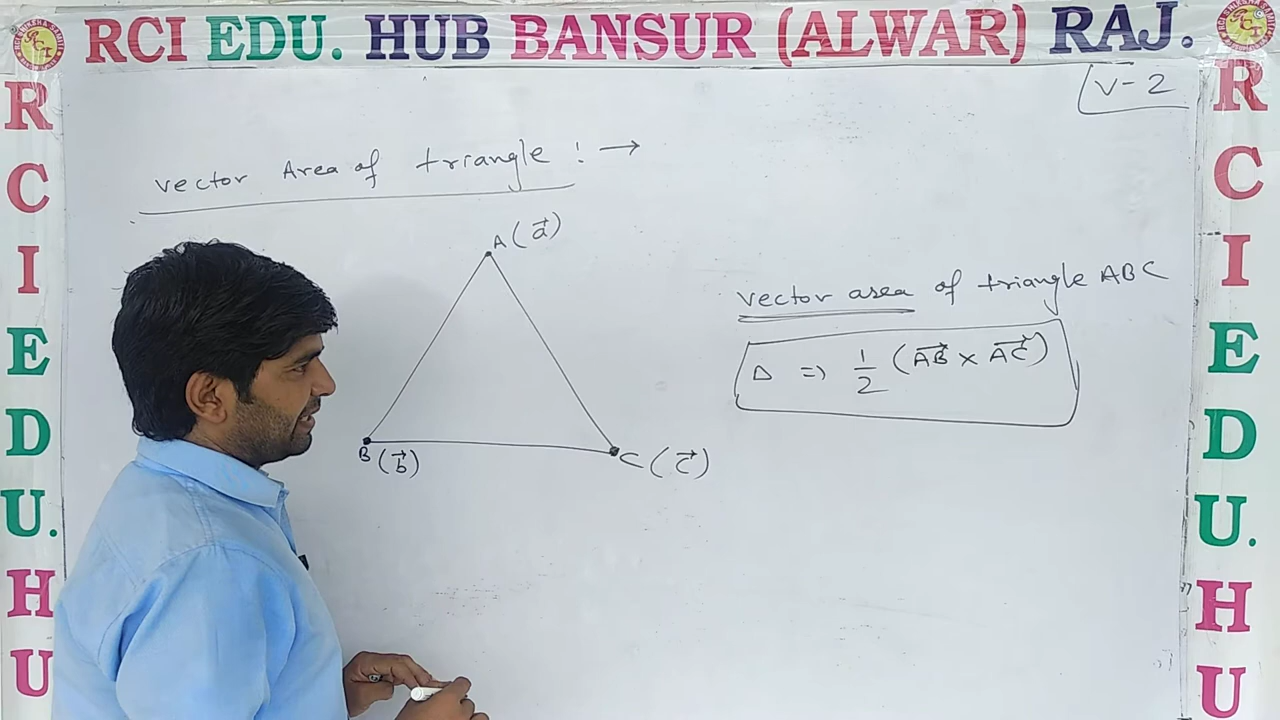 RCI EDU. HUB BANSUR (ALWAR) RAJ.
V-2
vector Area of triangle : →
A (a⃗)
B (b⃗)
C (c⃗)
vector area of triangle ABC
Δ ⇒ 1/2 (AB⃗ × AC⃗)
R
C
I
E
D
U.
H
U
R
C
I
E
D
U.
H
U